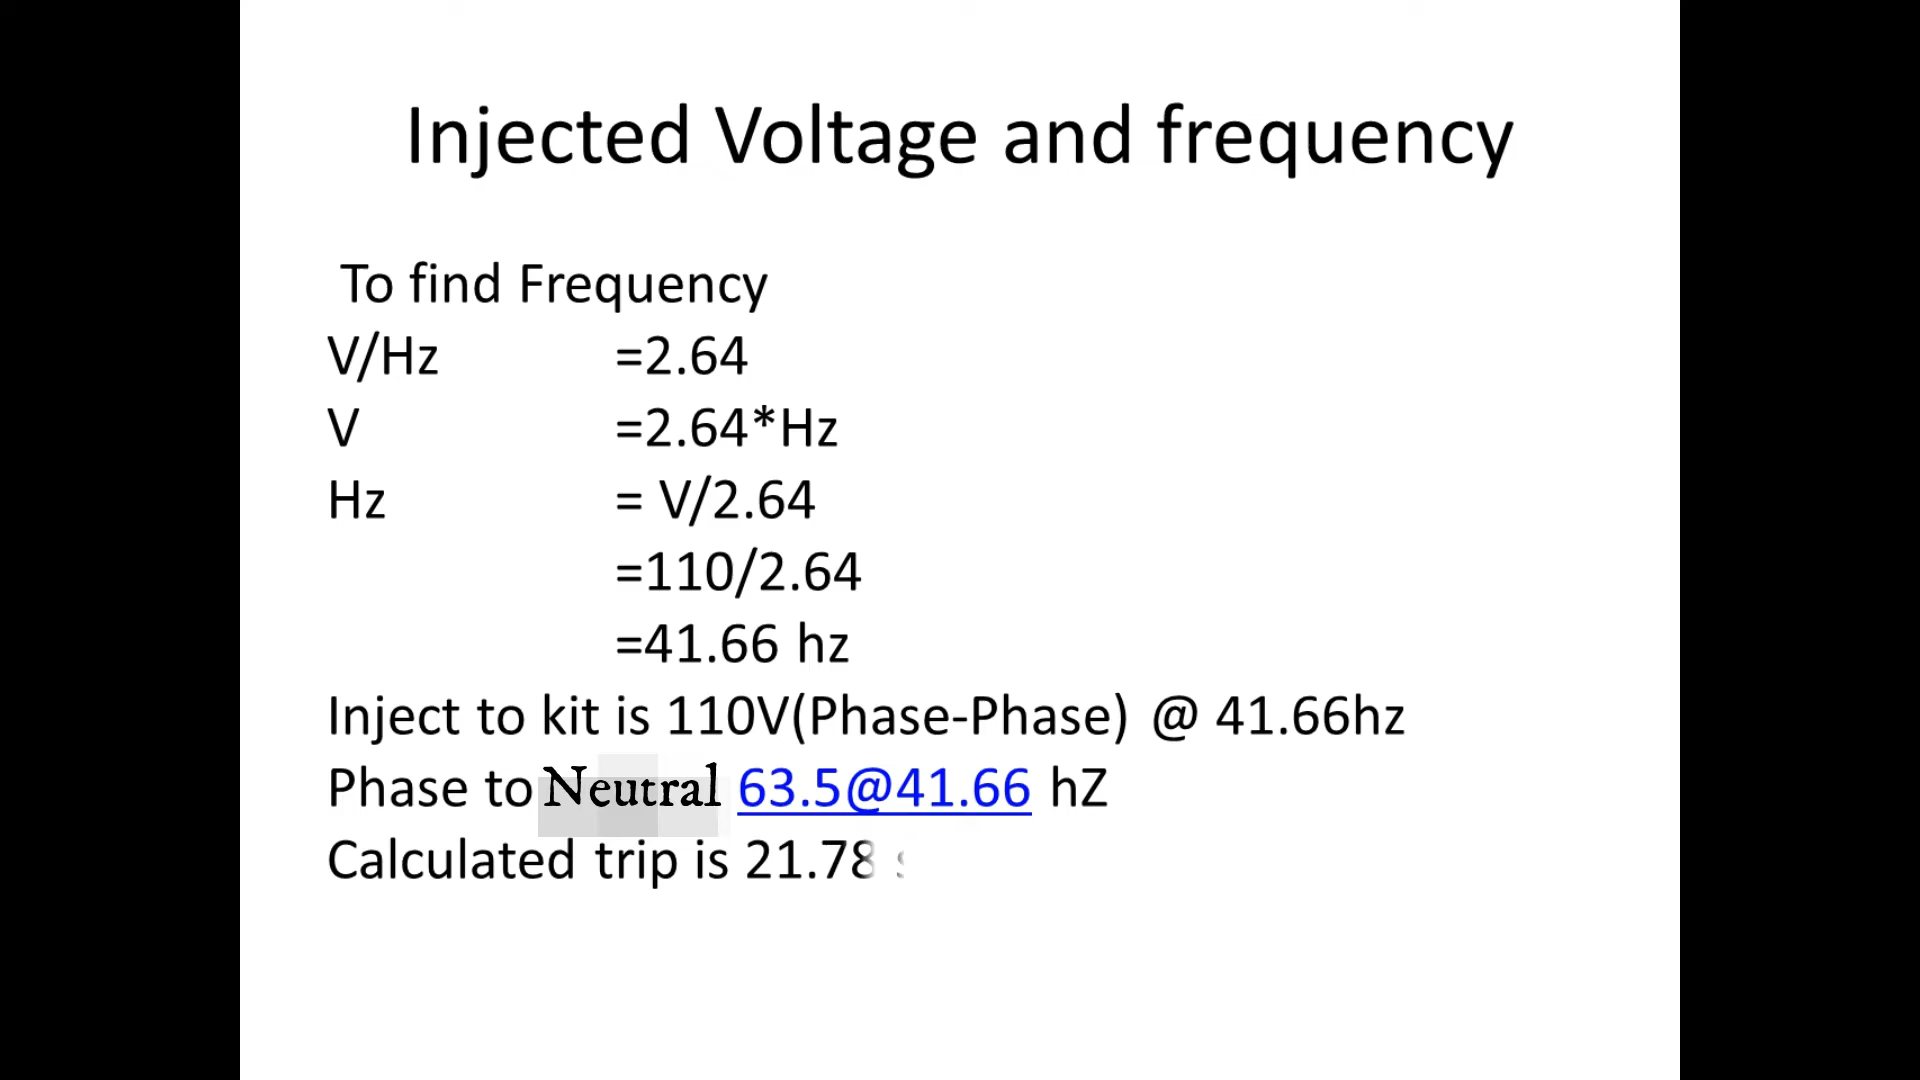 Injected Voltage and frequency
To find Frequency
V/Hz =2.64
V =2.64*Hz
Hz = V/2.64
=110/2.64
=41.66 hz
Inject to kit is 110V(Phase-Phase) @ 41.66hz
Phase to Neutral 63.5@41.66 hZ
Calculated trip is 21.78